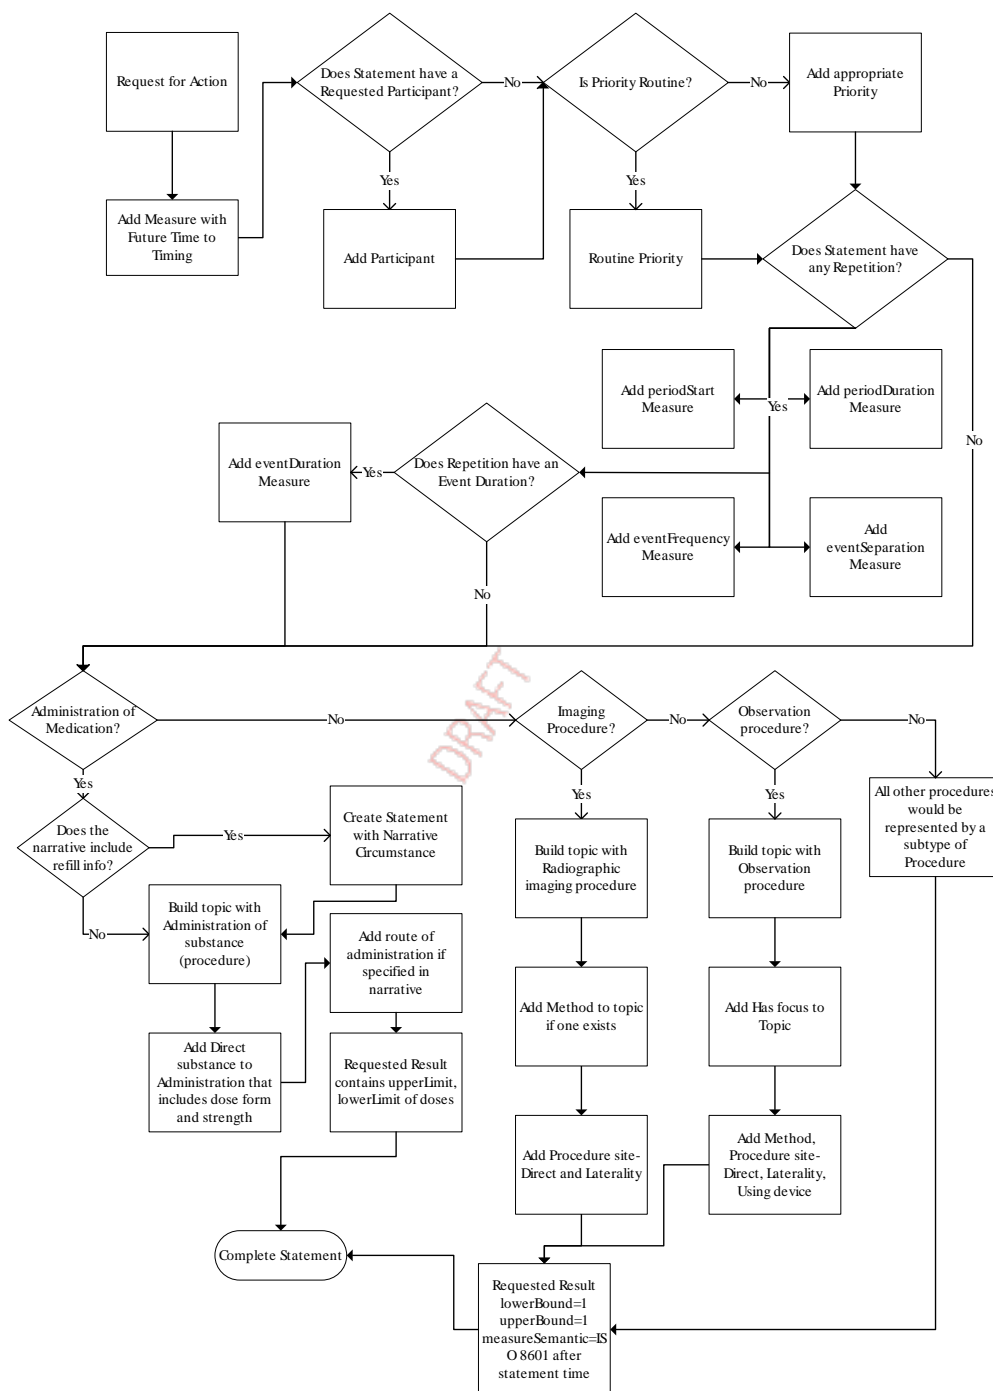 Request for Action
Does Statement have a
Requested Participant?
No
Is Priority Routine?
No
Add appropriate
Priority
Yes
Yes
Add Measure with
Future Time to
Timing
Add Participant
Routine Priority
Does Statement have
any Repetition?
Add periodStart
Measure
Yes
Add periodDuration
Measure
No
Add eventDuration
Measure
Yes
Does Repetition have an
Event Duration?
Add eventFrequency
Measure
Add
eventSeparation
Measure
No
DRAFT
Administration of
Medication?
No
Imaging
Procedure?
No
Observation
procedure?
No
Yes
Yes
Yes
All other procedures
would be
represented by a
subtype of
Procedure
Does the
narrative include
refill info?
Yes
Create Statement
with Narrative
Circumstance
Build topic with
Radiographic
imaging procedure
Build topic with
Observation
procedure
No
Build topic with
Administration of
substance
(procedure)
Add route of
administration if
specified in
narrative
Add Method to topic
if one exists
Add Has focus to
Topic
Add Direct
substance to
Administration that
includes dose form
and strength
Requested Result
contains upperLimit,
lowerLimit of doses
Add Procedure site-
Direct and Laterality
Add Method,
Procedure site-
Direct, Laterality,
Using device
Complete Statement
Requested Result
lowerBound=1
upperBound=1
measureSemantic=IS
O 8601 after
statement time